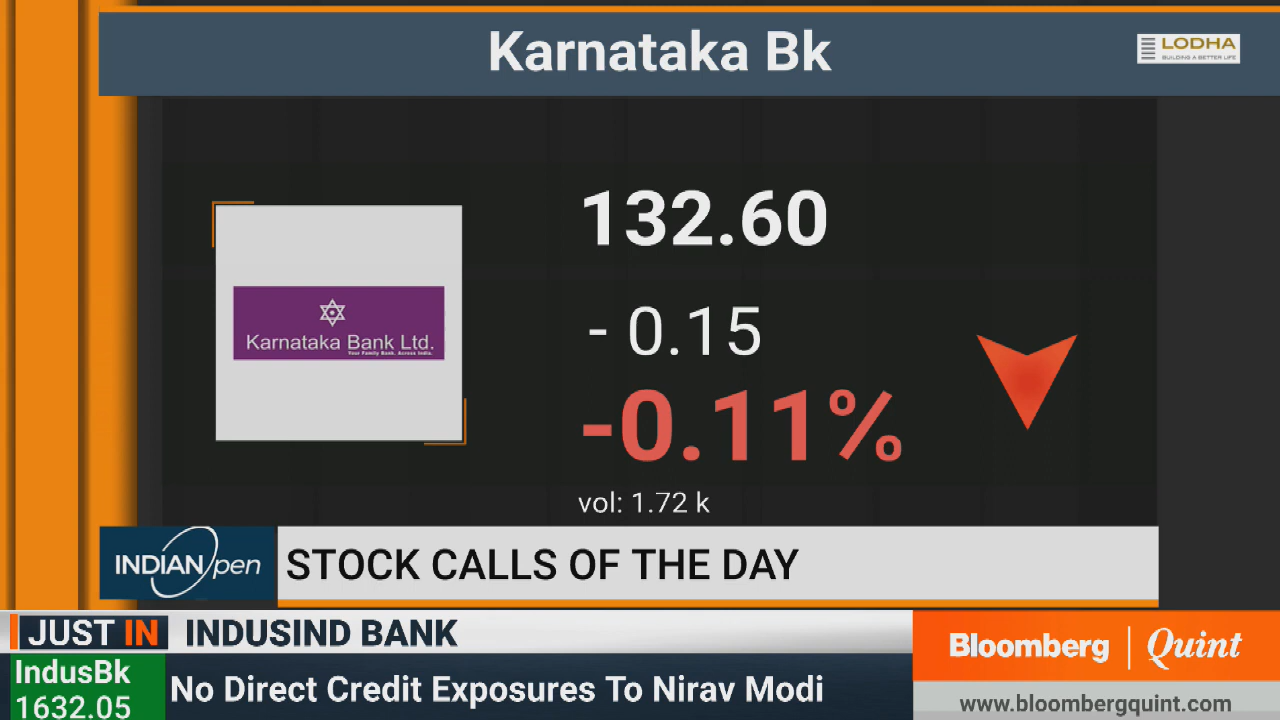 Karnataka Bk
LODHA
BUILDING A BETTER LIFE
132.60
- 0.15
-0.11%
vol: 1.72 k
Karnataka Bank Ltd.
Your Family Bank. Across India.
INDIAN Open
STOCK CALLS OF THE DAY
JUST IN
INDUSIND BANK
IndusBk
1632.05
No Direct Credit Exposures To Nirav Modi
Bloomberg | Quint
www.bloombergquint.com